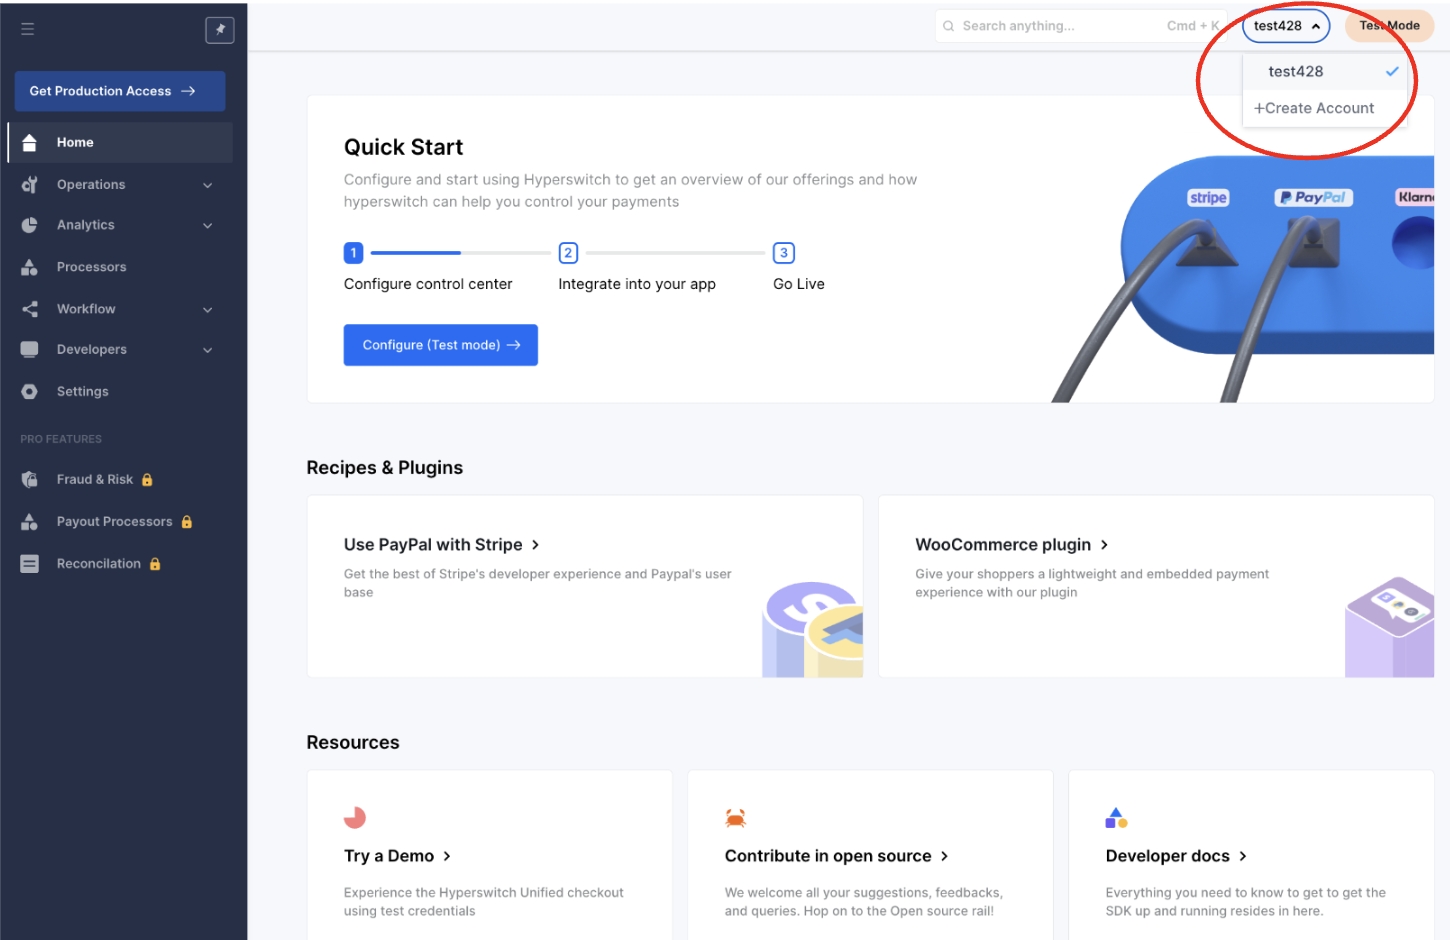 Search anything...
Cmd + K
test428
Test Mode
test428
+Create Account
Get Production Access
Home
Operations
Analytics
Processors
Workflow
Developers
Settings
PRO FEATURES
Fraud & Risk
Payout Processors
Reconcilation
Quick Start
Configure and start using Hyperswitch to get an overview of our offerings and how
hyperswitch can help you control your payments
1
2
3
Configure control center
Integrate into your app
Go Live
Configure (Test mode)
stripe
PayPal
Klarn
Recipes & Plugins
Use PayPal with Stripe
Get the best of Stripe's developer experience and Paypal's user
base
WooCommerce plugin
Give your shoppers a lightweight and embedded payment
experience with our plugin
Resources
Try a Demo
Experience the Hyperswitch Unified checkout
using test credentials
Contribute in open source
We welcome all your suggestions, feedbacks,
and queries. Hop on to the Open source rail!
Developer docs
Everything you need to know to get to get the
SDK up and running resides in here.